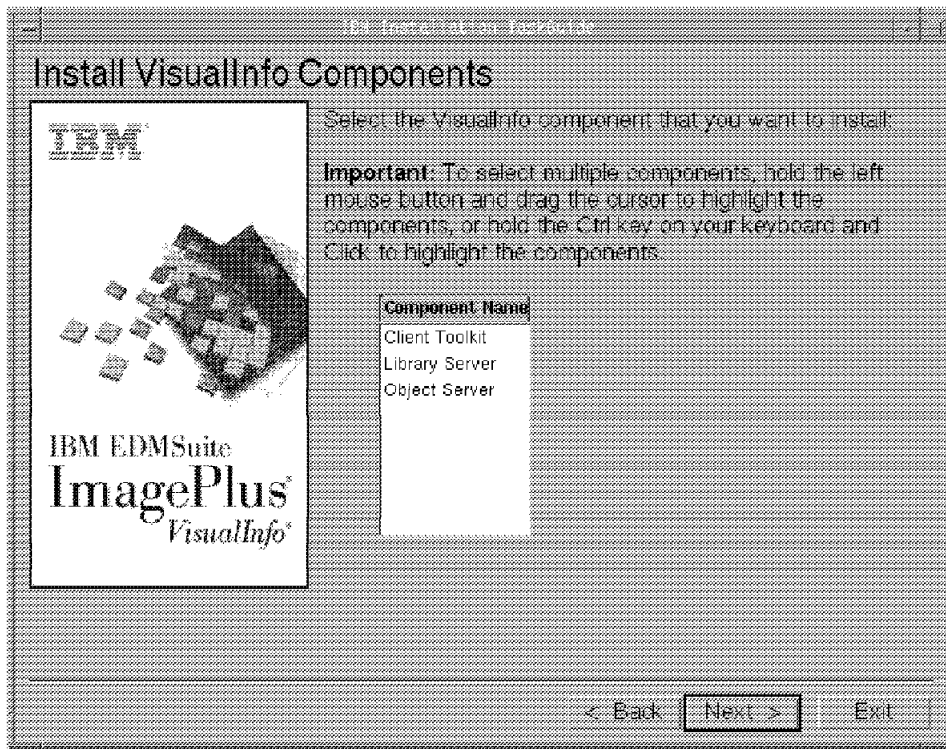 IBM Installation TaskGuide
Install VisualInfo Components
IBM
Select the VisualInfo component that you want to install:
Important: To select multiple components, hold the left
mouse button and drag the cursor to highlight the
components, or hold the Ctrl key on your keyboard and
Click to highlight the components.
Component Name
Client Toolkit
Library Server
Object Server
IBM EDMSuite
ImagePlus
VisualInfo
< Back
Next >
Exit